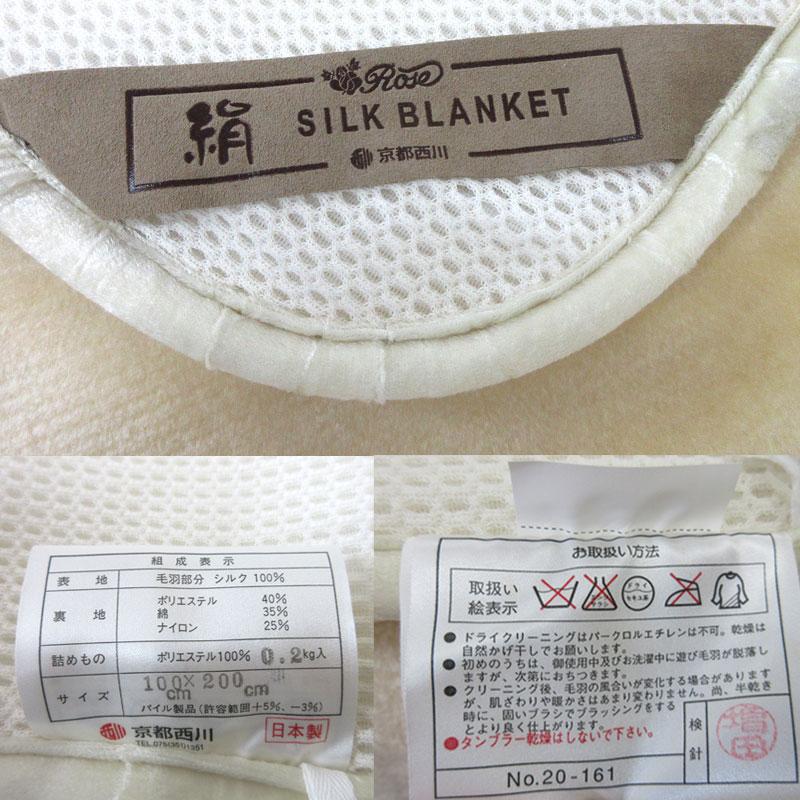 Rose
絹 SILK BLANKET
京都西川
組成表示
表地 毛羽部分 シルク 100%
裏地 ポリエステル 40%
綿 35%
ナイロン 25%
詰めもの ポリエステル100% 0.2kg入
サイズ 100cm×200cm
パイル製品(許容範囲+5%、-3%)
京都西川 日本製
TEL.075(351)1351
お取扱い方法
取扱い絵表示 ドライ セキユ系
●ドライクリーニングはパークロルエチレンは不可。乾燥は
自然かげ干しでお願いします。
●初めのうちは、御使用中及びお洗濯中に遊び毛羽が脱落し
ますが、次第におちつきます。
●クリーニング後、毛羽の風合いが変化する場合があります
が、肌ざわりや暖かさはあまり変わりません。尚、半乾き
時に、固いブラシでブラッシングをする
とより良く仕上がります。
●タンブラー乾燥はしないで下さい。
検針 増田
No.20-161